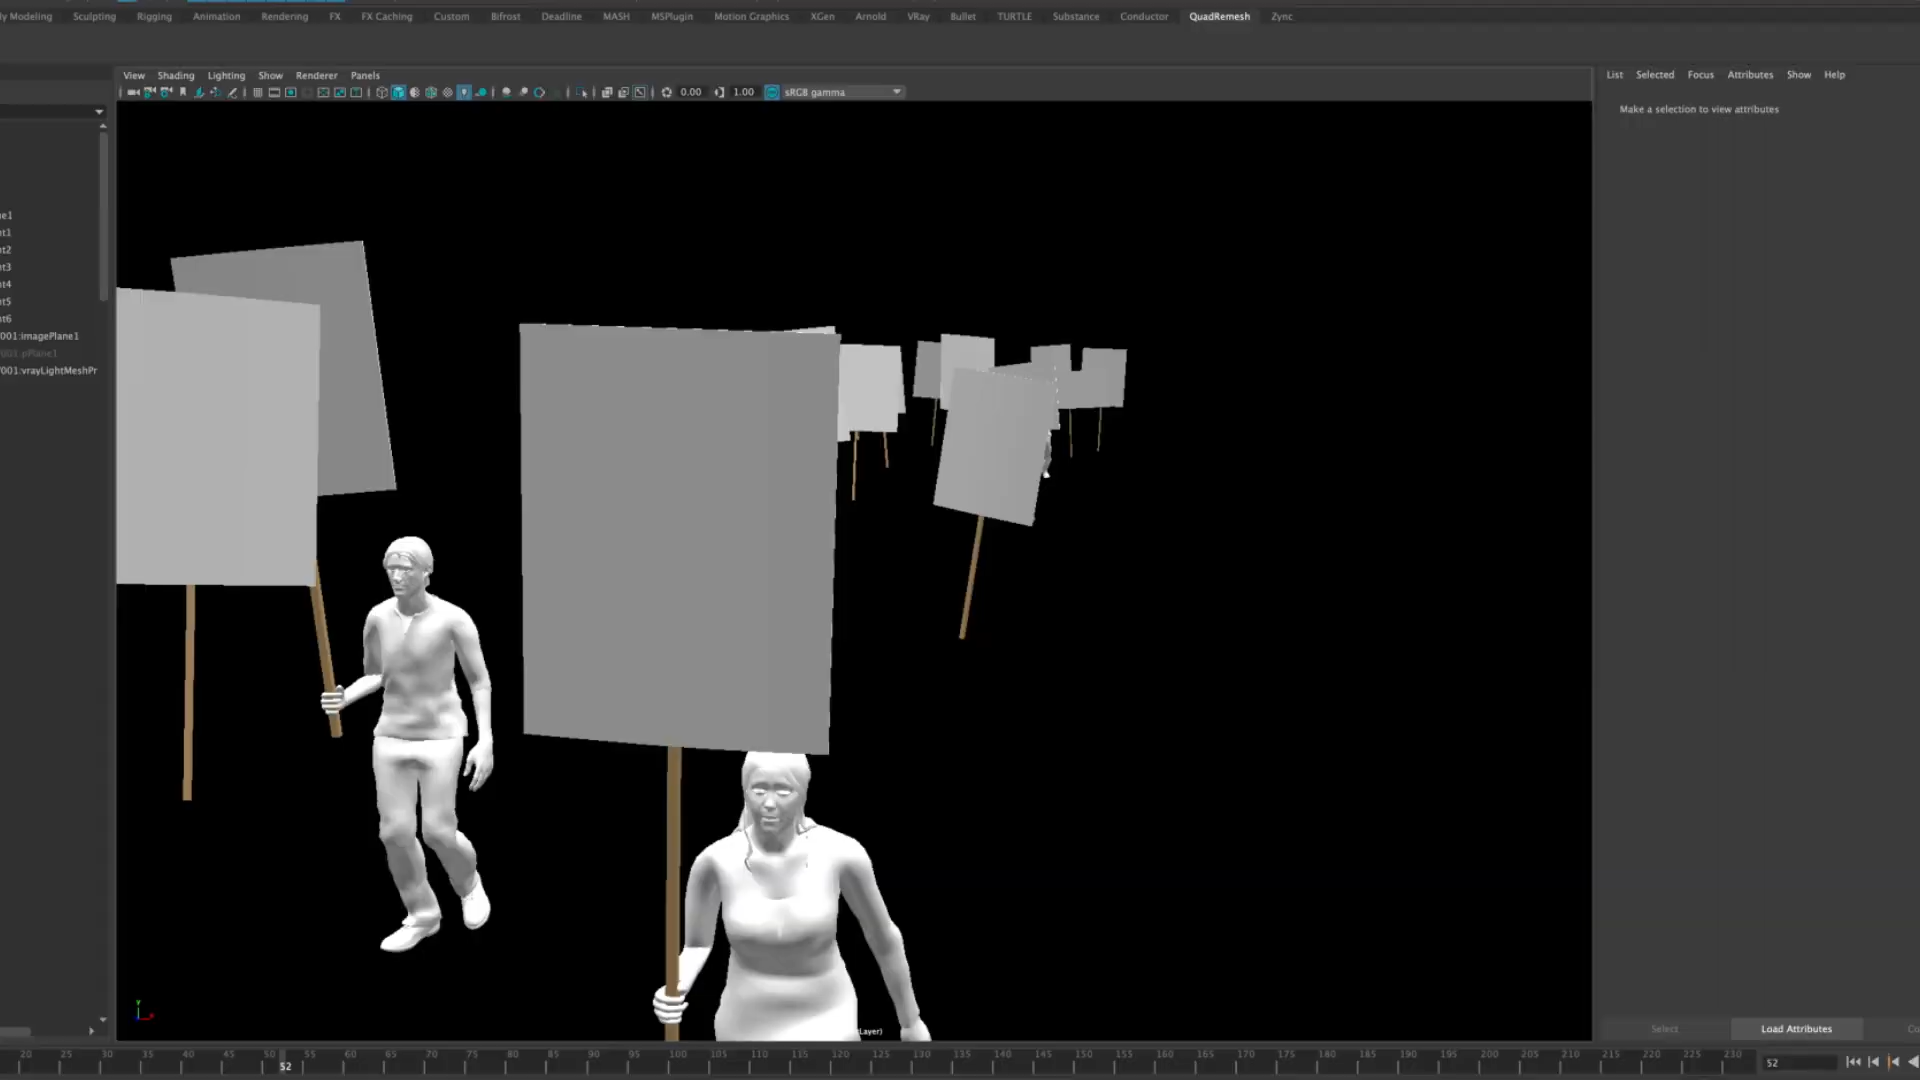 ly Modeling Sculpting Rigging Animation Rendering FX FX Caching Custom Bifrost Deadline MASH MSPlugin Motion Graphics XGen Arnold VRay Bullet TURTLE Substance Conductor QuadRemesh Zync
View Shading Lighting Show Renderer Panels
List Selected Focus Attributes Show Help
0.00 1.00 sRGB gamma
Make a selection to view attributes
ne1
nt1
nt2
nt3
nt4
nt5
nt6
001:imagePlane1
001:pPlane1
001:vrayLightMeshPr
Y
tLayer)
Select Load Attributes Co
20 25 30 35 40 45 50 55 60 65 70 75 80 85 90 95 100 105 110 115 120 125 130 135 140 145 150 155 160 165 170 175 180 185 190 195 200 205 210 215 220 225 230
52
52